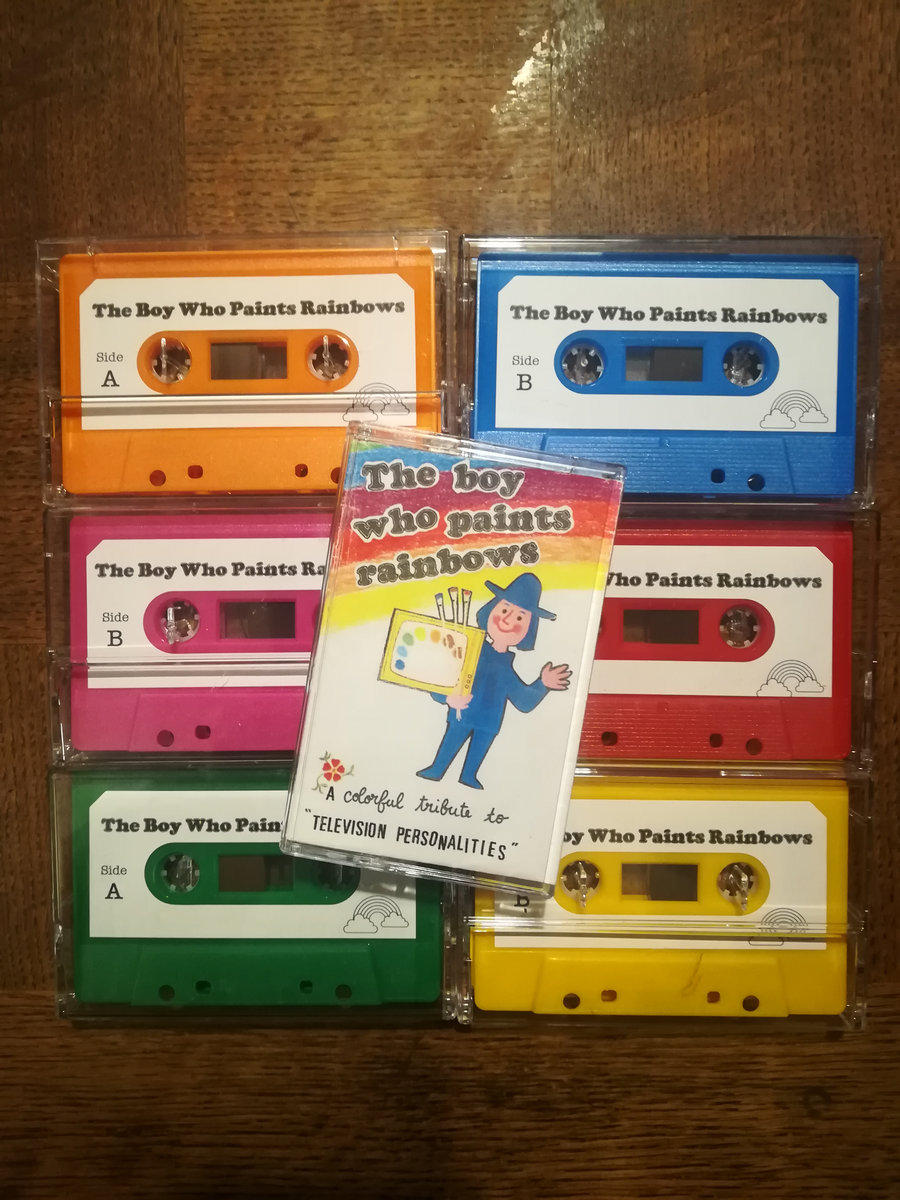 The Boy Who Paints Rainbows
Side
A
The Boy Who Paints Rainbows
Side
B
The boy
who paints
rainbows
A colorful tribute to
"TELEVISION PERSONALITIES"
The Boy Who Paints Ra
Side
B
Who Paints Rainbows
The Boy Who Pain
Side
A
oy Who Paints Rainbows
B